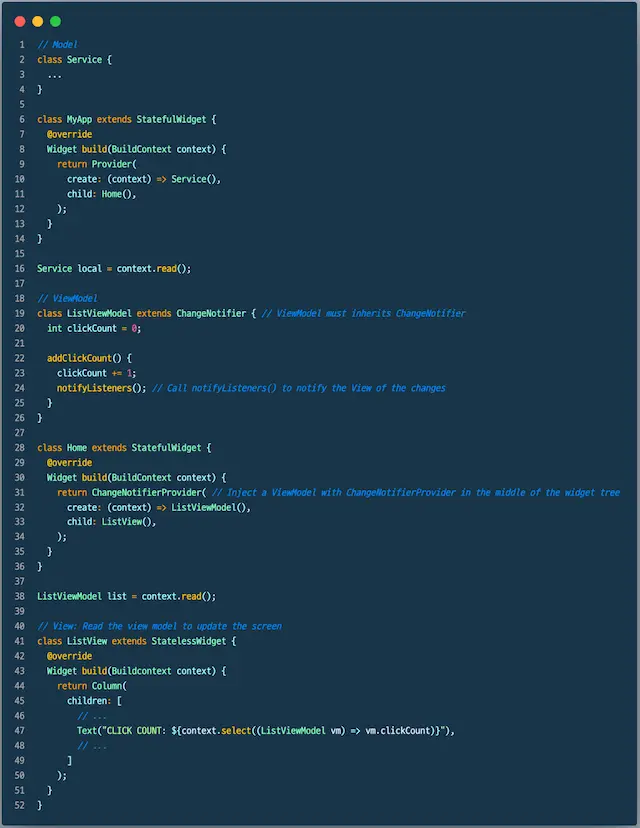 1 // Model
2 class Service {
3   ...
4 }
5
6 class MyApp extends StatefulWidget {
7   @override
8   Widget build(BuildContext context) {
9     return Provider(
10       create: (context) => Service(),
11       child: Home(),
12     );
13   }
14 }
15
16 Service local = context.read();
17
18 // ViewModel
19 class ListViewModel extends ChangeNotifier { // ViewModel must inherits ChangeNotifier
20   int clickCount = 0;
21
22   addClickCount() {
23     clickCount += 1;
24     notifyListeners(); // Call notifyListeners() to notify the View of the changes
25   }
26 }
27
28 class Home extends StatefulWidget {
29   @override
30   Widget build(BuildContext context) {
31     return ChangeNotifierProvider( // Inject a ViewModel with ChangeNotifierProvider in the middle of the widget tree
32       create: (context) => ListViewModel(),
33       child: ListView(),
34     );
35   }
36 }
37
38 ListViewModel list = context.read();
39
40 // View: Read the view model to update the screen
41 class ListView extends StatelessWidget {
42   @override
43   Widget build(Buildcontext context) {
44     return Column(
45       children: [
46         // ...
47         Text("CLICK COUNT: ${context.select((ListViewModel vm) => vm.clickCount)}"),
48         // ...
49       ]
50     );
51   }
52 }